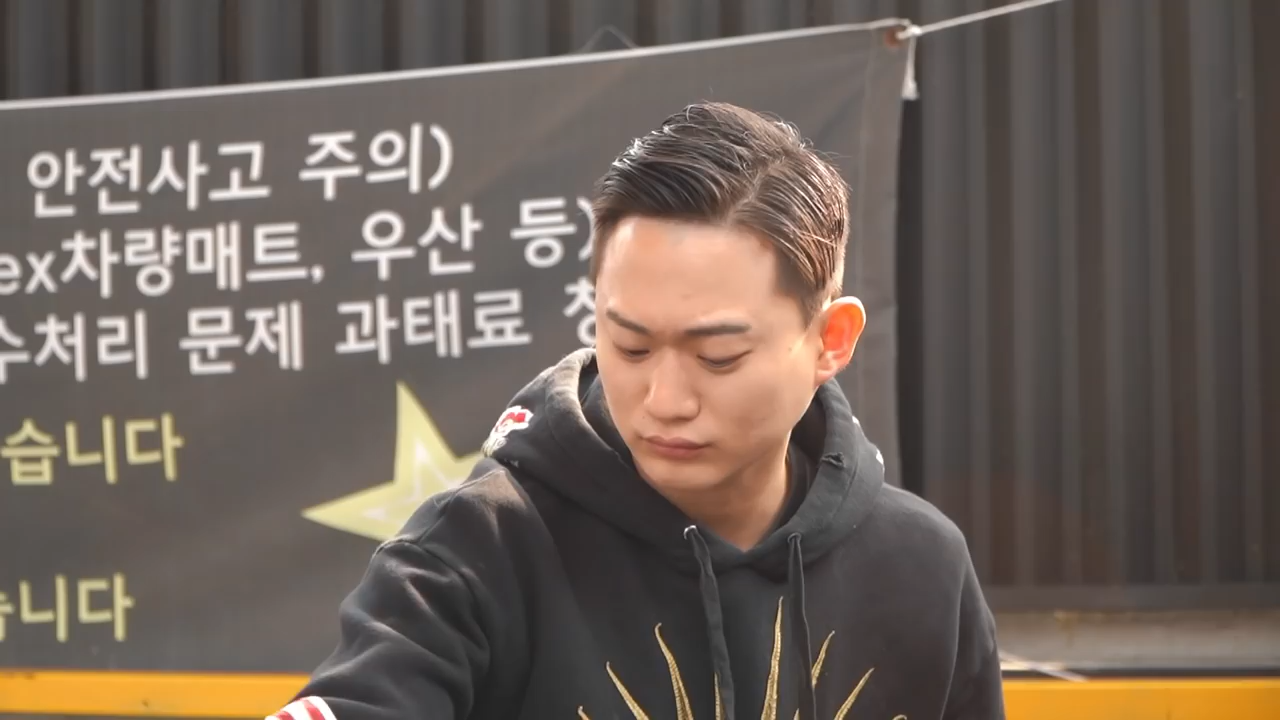 안전사고 주의)
ex차량매트, 우산 등)
수처리 문제 과태료
습니다
습니다